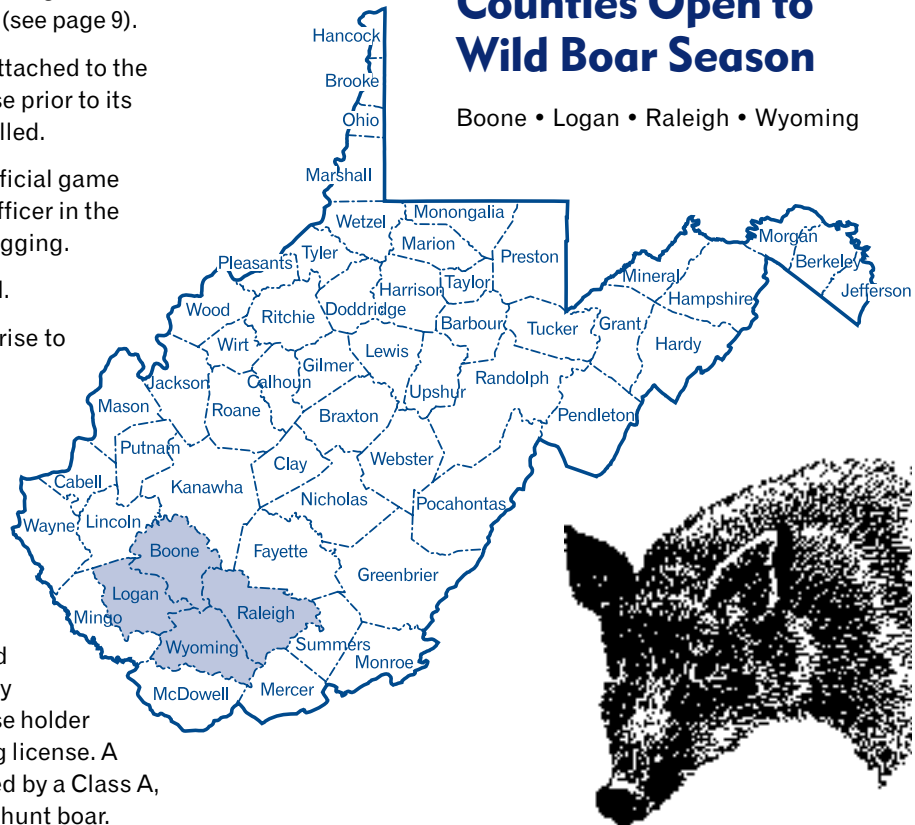 (see page 9).
ttached to the
se prior to its
lled.
ficial game
fficer in the
gging.
d.
rise to
d
y
se holder
g license. A
ed by a Class A,
hunt boar.
Counties Open to
Wild Boar Season
Boone • Logan • Raleigh • Wyoming
Hancock
Brooke
Ohio
Marshall
Wetzel
Monongalia
Marion
Preston
Tyler
Pleasants
Harrison
Taylor
Doddridge
Ritchie
Wood
Barbour
Tucker
Grant
Mineral
Hampshire
Morgan
Berkeley
Jefferson
Hardy
Wirt
Lewis
Gilmer
Calhoun
Jackson
Roane
Mason
Upshur
Randolph
Braxton
Pendleton
Putnam
Clay
Webster
Cabell
Kanawha
Nicholas
Pocahontas
Wayne
Lincoln
Boone
Fayette
Greenbrier
Logan
Raleigh
Mingo
Wyoming
Summers
Monroe
McDowell
Mercer